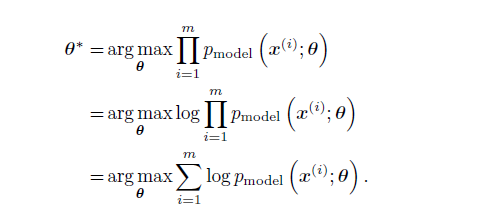 θ* = arg max_θ ∏_{i=1}^{m} p_model (x^(i); θ)
= arg max_θ log ∏_{i=1}^{m} p_model (x^(i); θ)
= arg max_θ ∑_{i=1}^{m} log p_model (x^(i); θ) .